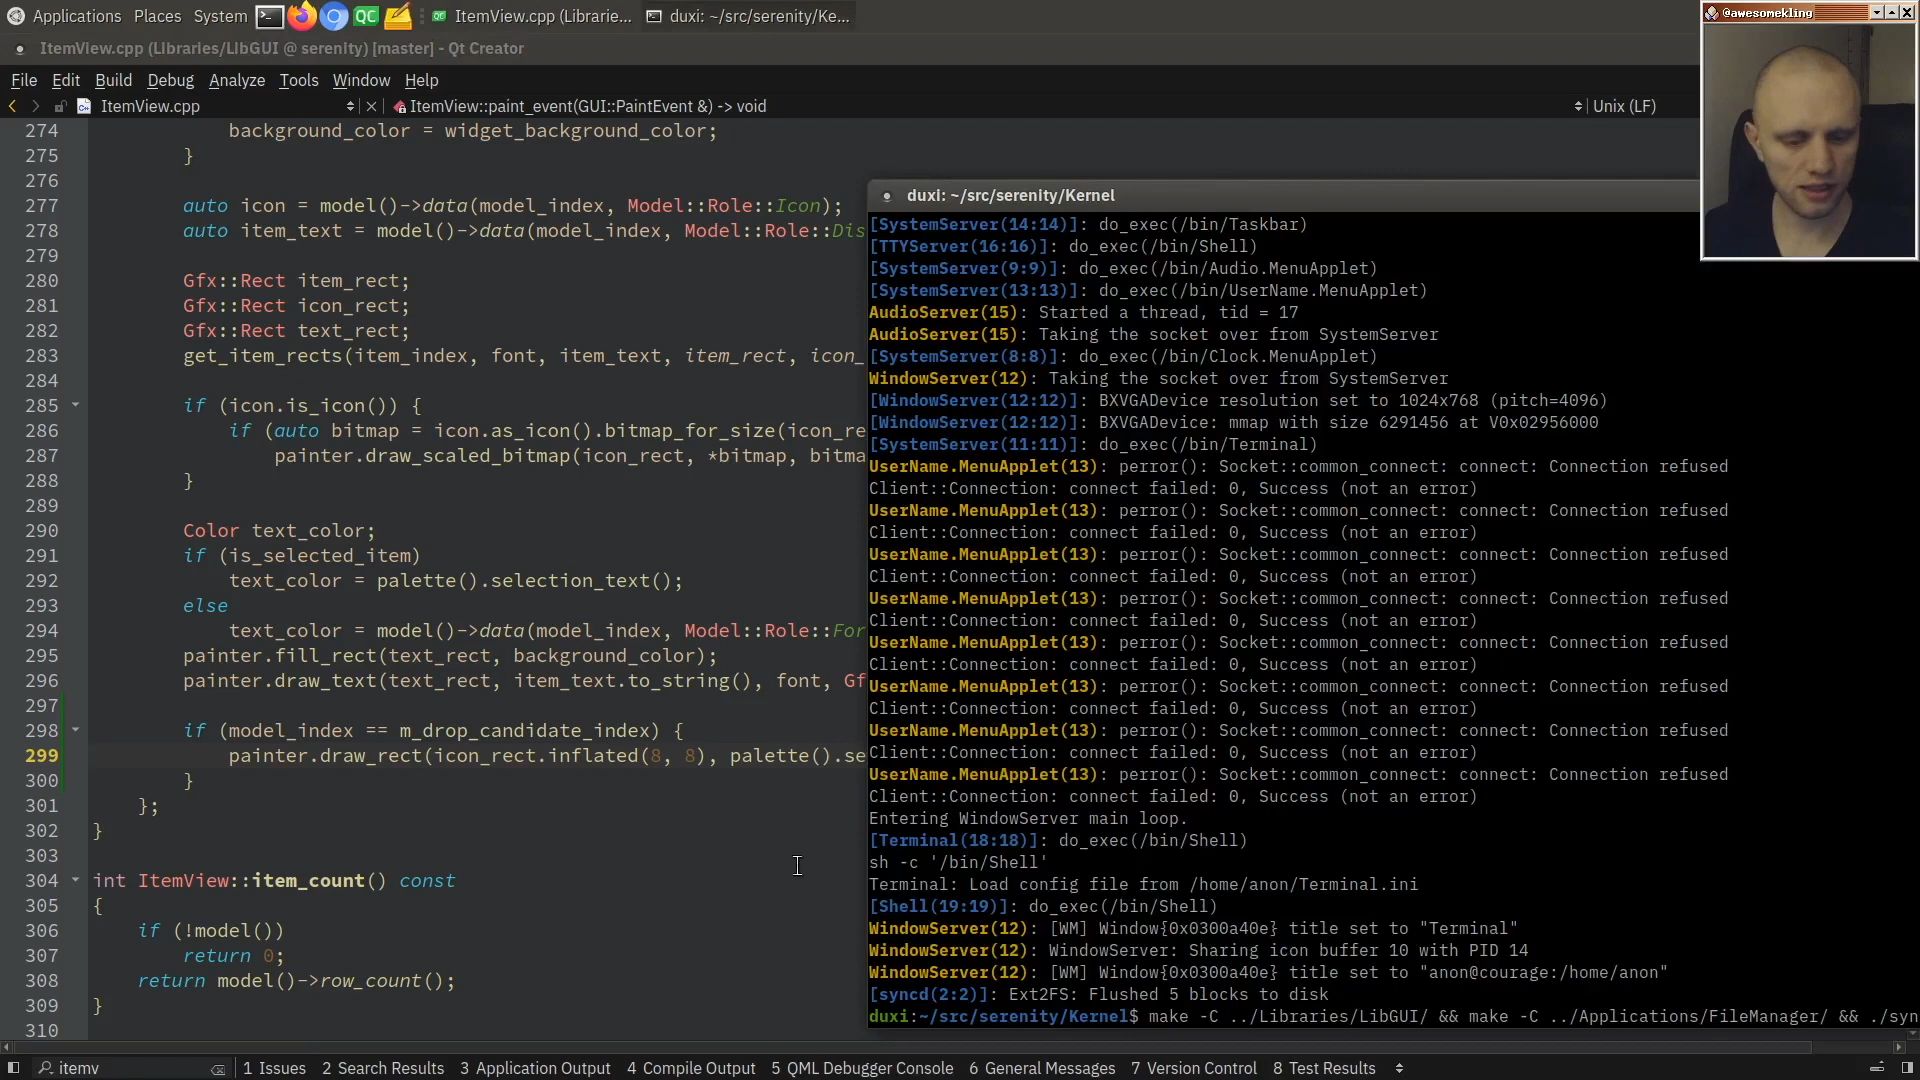 Applications Places System ItemView.cpp (Librarie... duxi: ~/src/serenity/Ke...
@awesomekling
ItemView.cpp (Libraries/LibGUI @ serenity) [master] - Qt Creator
File Edit Build Debug Analyze Tools Window Help
ItemView.cpp ItemView::paint_event(GUI::PaintEvent &) -> void Unix (LF)
274 background_color = widget_background_color;
275 }
276
277 auto icon = model()->data(model_index, Model::Role::Icon);
278 auto item_text = model()->data(model_index, Model::Role::Dis
279
280 Gfx::Rect item_rect;
281 Gfx::Rect icon_rect;
282 Gfx::Rect text_rect;
283 get_item_rects(item_index, font, item_text, item_rect, icon_
284
285 if (icon.is_icon()) {
286 if (auto bitmap = icon.as_icon().bitmap_for_size(icon_re
287 painter.draw_scaled_bitmap(icon_rect, *bitmap, bitma
288 }
289
290 Color text_color;
291 if (is_selected_item)
292 text_color = palette().selection_text();
293 else
294 text_color = model()->data(model_index, Model::Role::For
295 painter.fill_rect(text_rect, background_color);
296 painter.draw_text(text_rect, item_text.to_string(), font, Gf
297
298 if (model_index == m_drop_candidate_index) {
299 painter.draw_rect(icon_rect.inflated(8, 8), palette().se
300 }
301 };
302 }
303
304 int ItemView::item_count() const
305 {
306 if (!model())
307 return 0;
308 return model()->row_count();
309 }
310
duxi: ~/src/serenity/Kernel
[SystemServer(14:14)]: do_exec(/bin/Taskbar)
[TTYServer(16:16)]: do_exec(/bin/Shell)
[SystemServer(9:9)]: do_exec(/bin/Audio.MenuApplet)
[SystemServer(13:13)]: do_exec(/bin/UserName.MenuApplet)
AudioServer(15): Started a thread, tid = 17
AudioServer(15): Taking the socket over from SystemServer
[SystemServer(8:8)]: do_exec(/bin/Clock.MenuApplet)
WindowServer(12): Taking the socket over from SystemServer
[WindowServer(12:12)]: BXVGADevice resolution set to 1024x768 (pitch=4096)
[WindowServer(12:12)]: BXVGADevice: mmap with size 6291456 at V0x02956000
[SystemServer(11:11)]: do_exec(/bin/Terminal)
UserName.MenuApplet(13): perror(): Socket::common_connect: connect: Connection refused
Client::Connection: connect failed: 0, Success (not an error)
UserName.MenuApplet(13): perror(): Socket::common_connect: connect: Connection refused
Client::Connection: connect failed: 0, Success (not an error)
UserName.MenuApplet(13): perror(): Socket::common_connect: connect: Connection refused
Client::Connection: connect failed: 0, Success (not an error)
UserName.MenuApplet(13): perror(): Socket::common_connect: connect: Connection refused
Client::Connection: connect failed: 0, Success (not an error)
UserName.MenuApplet(13): perror(): Socket::common_connect: connect: Connection refused
Client::Connection: connect failed: 0, Success (not an error)
UserName.MenuApplet(13): perror(): Socket::common_connect: connect: Connection refused
Client::Connection: connect failed: 0, Success (not an error)
UserName.MenuApplet(13): perror(): Socket::common_connect: connect: Connection refused
Client::Connection: connect failed: 0, Success (not an error)
UserName.MenuApplet(13): perror(): Socket::common_connect: connect: Connection refused
Client::Connection: connect failed: 0, Success (not an error)
Entering WindowServer main loop.
[Terminal(18:18)]: do_exec(/bin/Shell)
sh -c '/bin/Shell'
Terminal: Load config file from /home/anon/Terminal.ini
[Shell(19:19)]: do_exec(/bin/Shell)
WindowServer(12): [WM] Window{0x0300a40e} title set to "Terminal"
WindowServer(12): WindowServer: Sharing icon buffer 10 with PID 14
WindowServer(12): [WM] Window{0x0300a40e} title set to "anon@courage:/home/anon"
[syncd(2:2)]: Ext2FS: Flushed 5 blocks to disk
duxi:~/src/serenity/Kernel$ make -C ../Libraries/LibGUI/ && make -C ../Applications/FileManager/ && ./syn
itemv 1 Issues 2 Search Results 3 Application Output 4 Compile Output 5 QML Debugger Console 6 General Messages 7 Version Control 8 Test Results